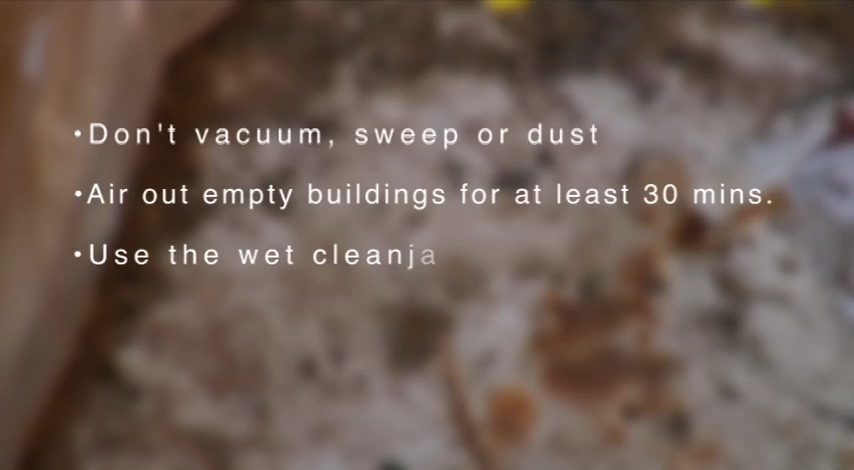 •Don't vacuum, sweep or dust
•Air out empty buildings for at least 30 mins.
•Use the wet cleanja